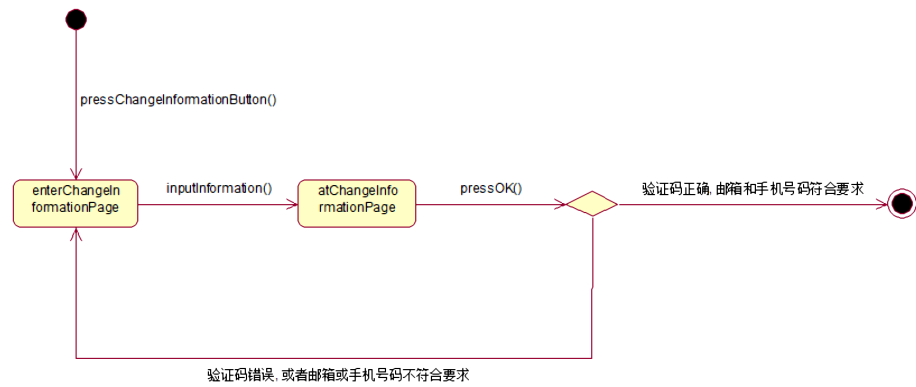 pressChangeInformationButton()
enterChangeIn
formationPage
inputInformation()
atChangeInfo
rmationPage
pressOK()
验证码正确, 邮箱和手机号码符合要求
验证码错误, 或者邮箱或手机号码不符合要求